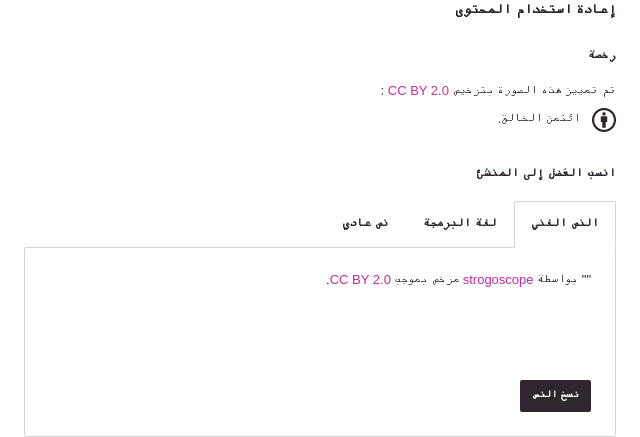 إعادة استخدام المحتوى
رخصة
تم تمييز هذه الصورة بترخيص CC BY 2.0 :
ائتمن الخالق.
انسب الفضل إلى المنشئ
النص الغني
لغة البرمجة
نص عادي
"" بواسطة strogoscope مرخص بموجب CC BY 2.0.
نسخ النص